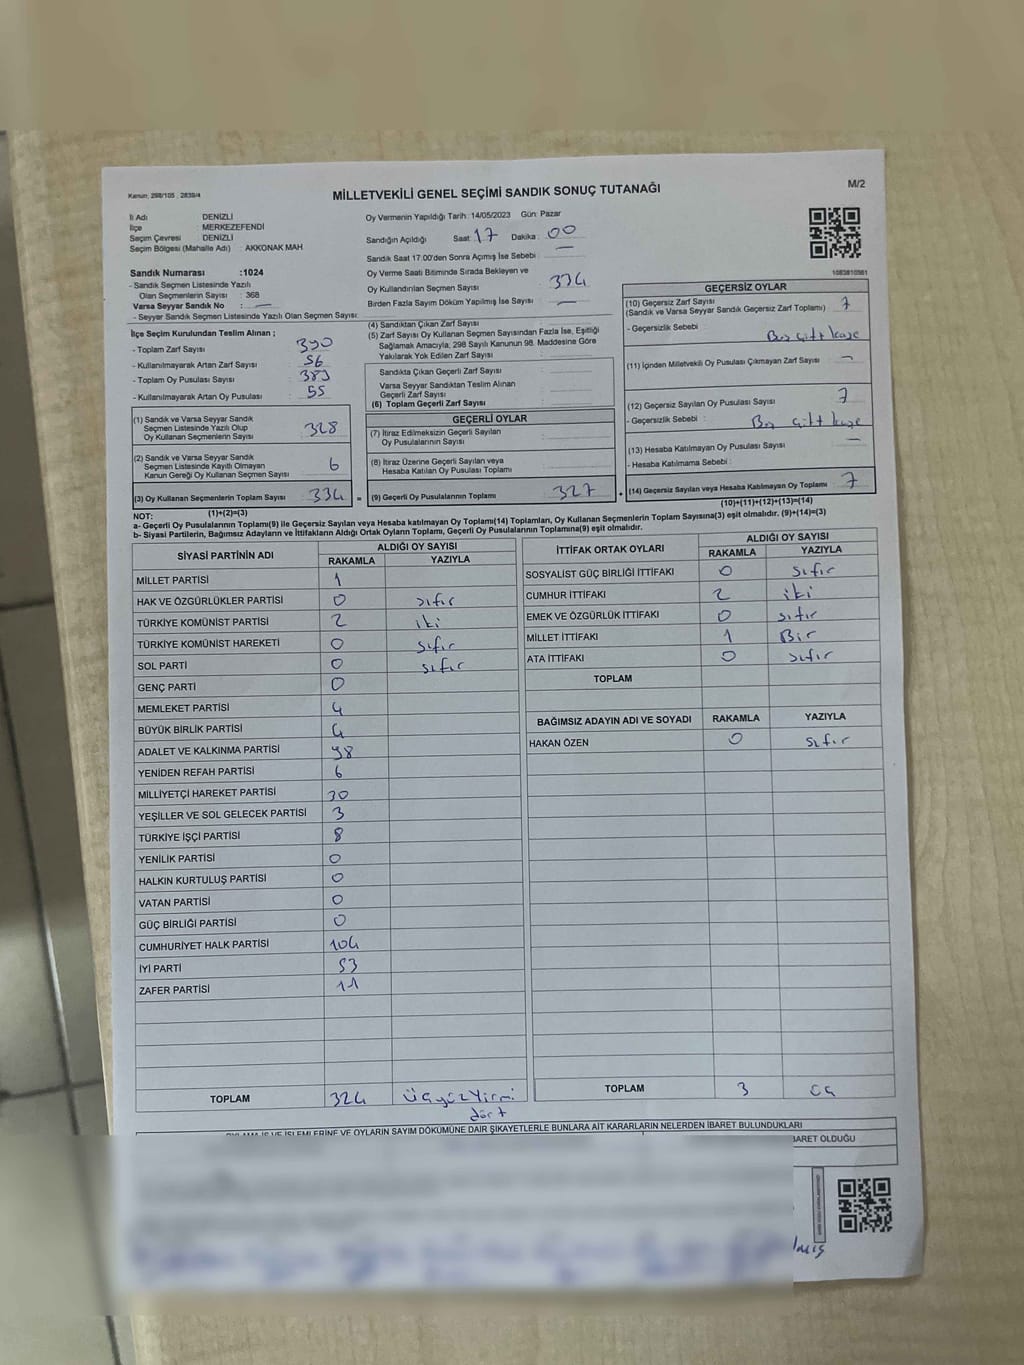 Kanun: 298/105 , 2839/4
MİLLETVEKİLİ GENEL SEÇİMİ SANDIK SONUÇ TUTANAĞI
M/2
İl Adı : DENİZLİ
İlçe : MERKEZEFENDİ
Seçim Çevresi : DENİZLİ
Seçim Bölgesi (Mahalle Adı) : AKKONAK MAH
Sandık Numarası :1024
- Sandık Seçmen Listesinde Yazılı
Olan Seçmenlerin Sayısı : 368
Varsa Seyyar Sandık No : —
- Seyyar Sandık Seçmen Listesinde Yazılı Olan Seçmen Sayısı:
Oy Vermenin Yapıldığı Tarih :14/05/2023 Gün: Pazar
Sandığın Açıldığı Saat: 17 Dakika: 00
Sandık Saat 17.00'den Sonra Açılmış İse Sebebi : —
Oy Verme Saati Bitiminde Sırada Bekleyen ve
Oy Kullandırılan Seçmen Sayısı : 334
Birden Fazla Sayım Döküm Yapılmış İse Sayısı : —
1083810561
İlçe Seçim Kurulundan Teslim Alınan ;
- Toplam Zarf Sayısı : 390
- Kullanılmayarak Artan Zarf Sayısı : 56
- Toplam Oy Pusulası Sayısı : 383
- Kullanılmayarak Artan Oy Pusulası : 55
(1) Sandık ve Varsa Seyyar Sandık
Seçmen Listesinde Yazılı Olup
Oy Kullanan Seçmenlerin Sayısı : 328
(2) Sandık ve Varsa Seyyar Sandık
Seçmen Listesinde Kayıtlı Olmayan
Kanun Gereği Oy Kullanan Seçmen Sayısı : 6
(3) Oy Kullanan Seçmenlerin Toplam Sayısı : 334 =
(1)+(2)=(3)
(4) Sandıktan Çıkan Zarf Sayısı :
(5) Zarf Sayısı Oy Kullanan Seçmen Sayısından Fazla İse, Eşitliği
Sağlamak Amacıyla, 298 Sayılı Kanunun 98. Maddesine Göre
Yakılarak Yok Edilen Zarf Sayısı :
Sandıkta Çıkan Geçerli Zarf Sayısı :
Varsa Seyyar Sandıktan Teslim Alınan
Geçerli Zarf Sayısı :
(6) Toplam Geçerli Zarf Sayısı :
GEÇERLİ OYLAR
(7) İtiraz Edilmeksizin Geçerli Sayılan
Oy Pusulalarının Sayısı :
(8) İtiraz Üzerine Geçerli Sayılan veya
Hesaba Katılan Oy Pusulası Toplamı :
(9) Geçerli Oy Pusulalarının Toplamı : 327 +
GEÇERSİZ OYLAR
(10) Geçersiz Zarf Sayısı
(Sandık ve Varsa Seyyar Sandık Geçersiz Zarf Toplamı) : 7
- Geçersizlik Sebebi : Boş çift kaşe
(11) İçinden Milletvekili Oy Pusulası Çıkmayan Zarf Sayısı : —
(12) Geçersiz Sayılan Oy Pusulası Sayısı : 7
- Geçersizlik Sebebi : Boş çift kaşe
(13) Hesaba Katılmayan Oy Pusulası Sayısı : —
- Hesaba Katılmama Sebebi :
(14) Geçersiz Sayılan veya Hesaba Katılmayan Oy Toplamı : 7
(10)+(11)+(12)+(13)=(14)
NOT:
a- Geçerli Oy Pusulalarının Toplamı(9) ile Geçersiz Sayılan veya Hesaba katılmayan Oy Toplamı(14) Toplamları, Oy Kullanan Seçmenlerin Toplam Sayısına(3) eşit olmalıdır. (9)+(14)=(3)
b- Siyasi Partilerin, Bağımsız Adayların ve İttifakların Aldığı Ortak Oyların Toplamı, Geçerli Oy Pusulalarının Toplamına(9) eşit olmalıdır.
SİYASİ PARTİNİN ADI ALDIĞI OY SAYISI
RAKAMLA YAZIYLA
MİLLET PARTİSİ 1
HAK VE ÖZGÜRLÜKLER PARTİSİ 0 sıfır
TÜRKİYE KOMÜNİST PARTİSİ 2 iki
TÜRKİYE KOMÜNİST HAREKETİ 0 sıfır
SOL PARTİ 0 sıfır
GENÇ PARTİ 0
MEMLEKET PARTİSİ 4
BÜYÜK BİRLİK PARTİSİ 4
ADALET VE KALKINMA PARTİSİ 98
YENİDEN REFAH PARTİSİ 6
MİLLİYETÇİ HAREKET PARTİSİ 30
YEŞİLLER VE SOL GELECEK PARTİSİ 3
TÜRKİYE İŞÇİ PARTİSİ 8
YENİLİK PARTİSİ 0
HALKIN KURTULUŞ PARTİSİ 0
VATAN PARTİSİ 0
GÜÇ BİRLİĞİ PARTİSİ 0
CUMHURİYET HALK PARTİSİ 104
İYİ PARTİ 53
ZAFER PARTİSİ 11
TOPLAM 324 üçyüzYirmi
dört
İTTİFAK ORTAK OYLARI ALDIĞI OY SAYISI
RAKAMLA YAZIYLA
SOSYALİST GÜÇ BİRLİĞİ İTTİFAKI 0 sıfır
CUMHUR İTTİFAKI 2 iki
EMEK VE ÖZGÜRLÜK İTTİFAKI 0 sıfır
MİLLET İTTİFAKI 1 Bir
ATA İTTİFAKI 0 sıfır
TOPLAM
BAĞIMSIZ ADAYIN ADI VE SOYADI RAKAMLA YAZIYLA
HAKAN ÖZEN 0 sıfır
TOPLAM 3 üç
OYLAMA İŞ VE İŞLEMLERİNE VE OYLARIN SAYIM DÖKÜMÜNE DAİR ŞİKAYETLERLE BUNLARA AİT KARARLARIN NELERDEN İBARET BULUNDUKLARI
BARET OLDUĞU